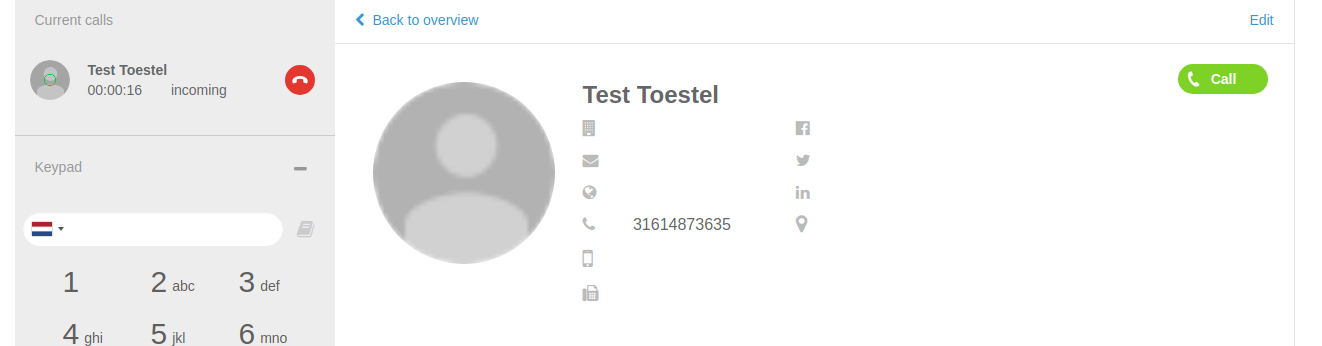 Current calls
Back to overview
Edit
Test Toestel
00:00:16 incoming
Call
Test Toestel
Keypad
31614873635
1
2 abc
3 def
4 ghi
5 jkl
6 mno